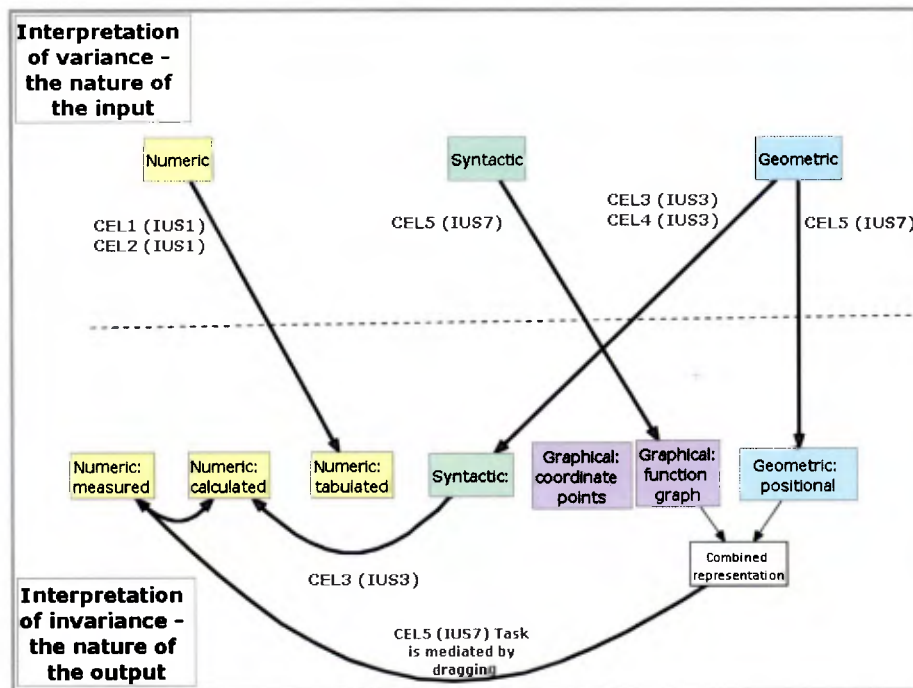 Interpretation
of variance -
the nature of
the input
Numeric
Syntactic
Geometric
CEL1 (IUS1)
CEL2 (IUS1)
CEL5 (IUS7)
CEL3 (IUS3)
CEL4 (IUS3)
CEL5 (IUS7)
Numeric:
measured
Numeric:
calculated
Numeric:
tabulated
Syntactic:
Graphical:
coordinate
points
Graphical:
function
graph
Geometric:
positional
Combined
representation
CEL3 (IUS3)
Interpretation
of invariance -
the nature of
the output
CEL5 (IUS7) Task
is mediated by
dragging